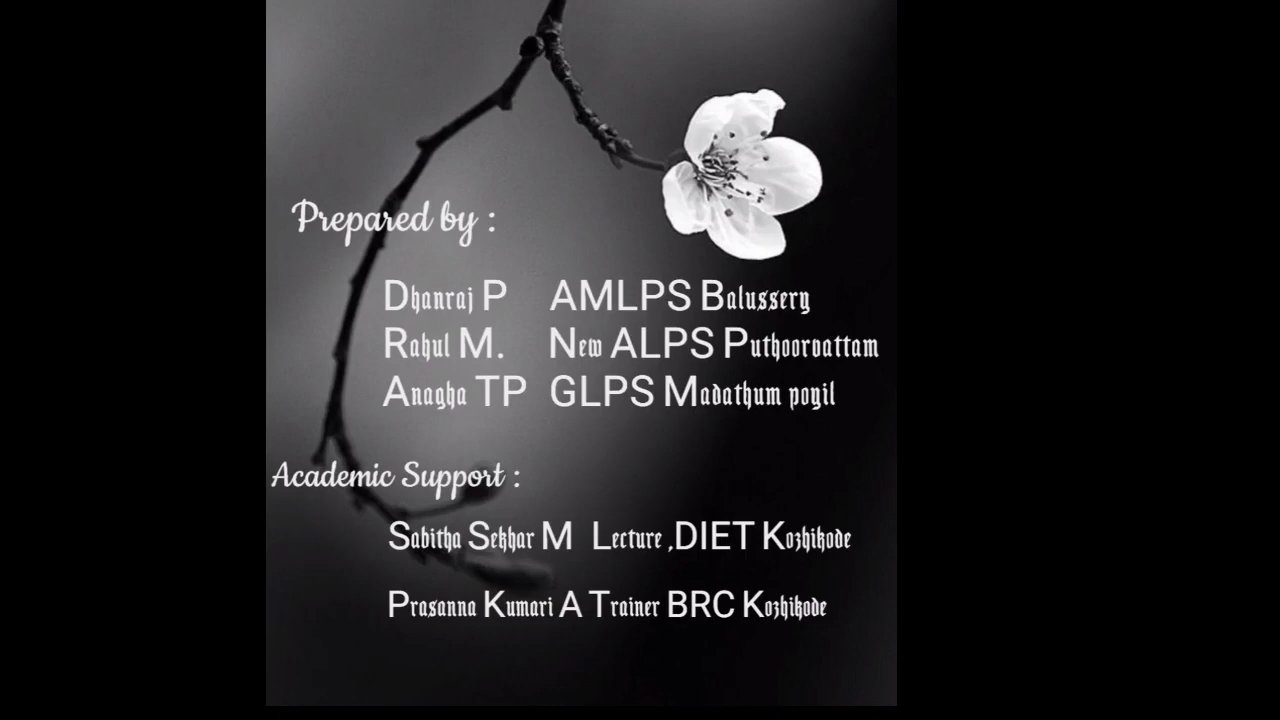 Prepared by :
Dhanraj P AMLPS Balussery
Rahul M. New ALPS Puthoorvattam
Anagha TP GLPS Madathum poyil
Academic Support :
Sabitha Sekhar M Lecture ,DIET Kozhikode
Prasanna Kumari A Trainer BRC Kozhikode